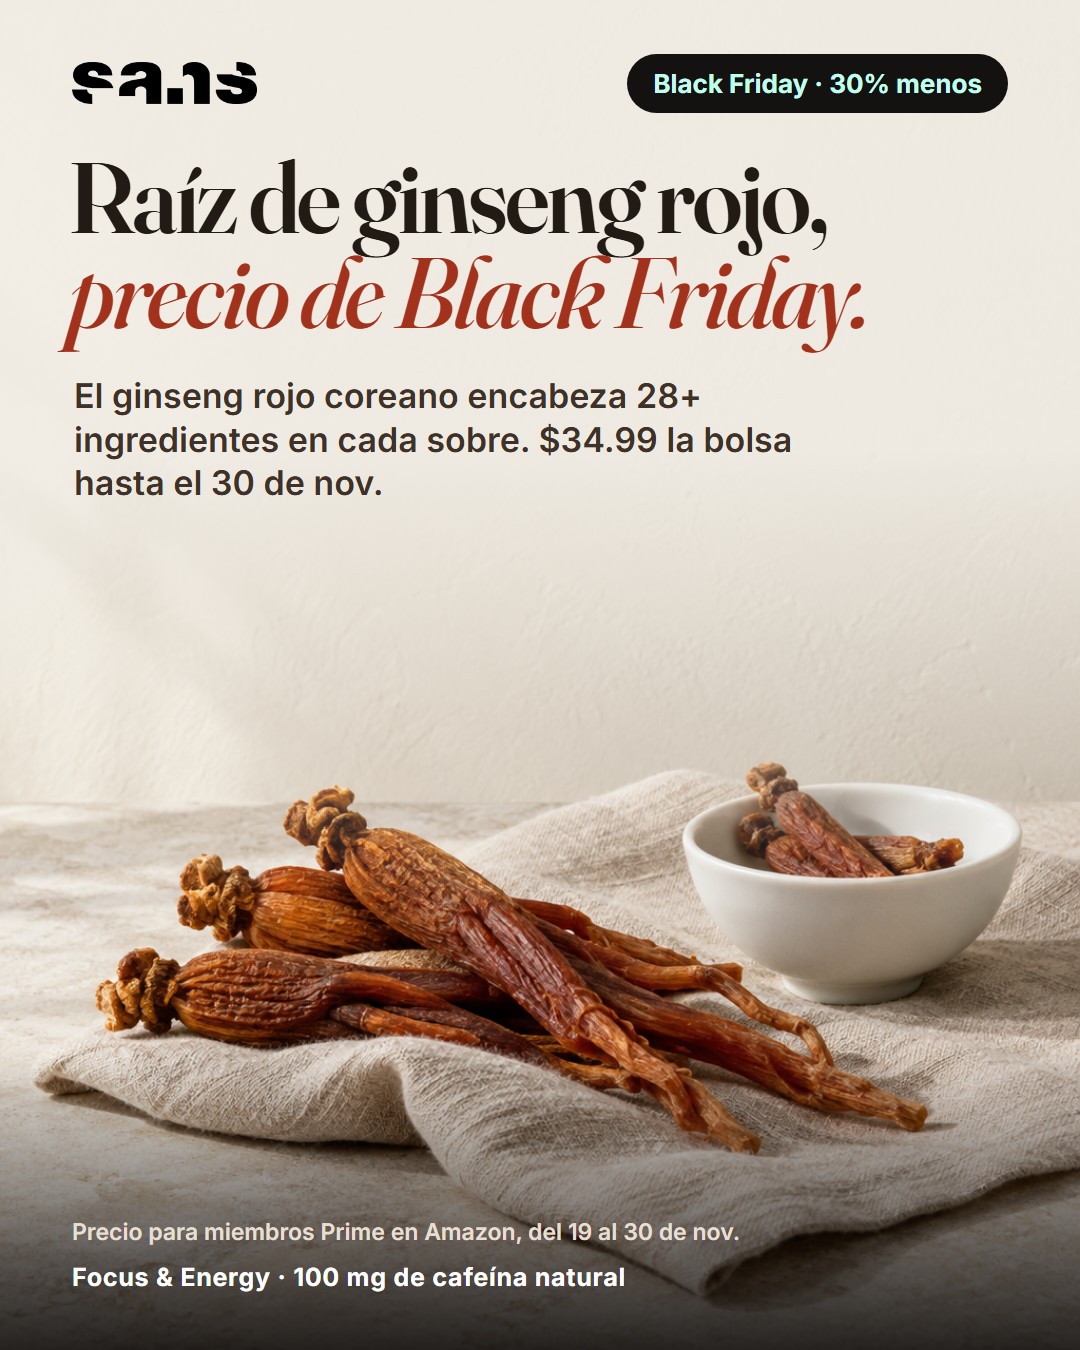 sans
Black Friday · 30% menos
Raíz de ginseng rojo,
precio de Black Friday.
El ginseng rojo coreano encabeza 28+
ingredientes en cada sobre. $34.99 la bolsa
hasta el 30 de nov.
Precio para miembros Prime en Amazon, del 19 al 30 de nov.
Focus & Energy · 100 mg de cafeína natural